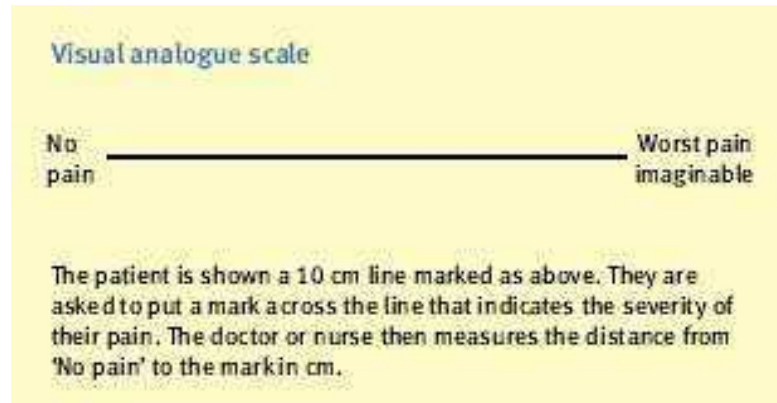 Visual analogue scale
No pain
Worst pain imaginable
The patient is shown a 10 cm line marked as above. They are
asked to put a mark across the line that indicates the severity of
their pain. The doctor or nurse then measures the distance from
'No pain' to the mark in cm.